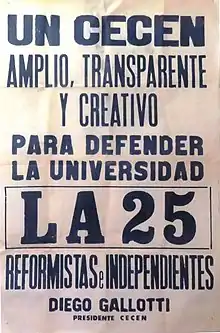 UN CECEN
AMPLIO, TRANSPARENTE
Y CREATIVO
PARA DEFENDER
LA UNIVERSIDAD
LA 25
REFORMISTAS e INDEPENDIENTES
DIEGO GALLOTTI
PRESIDENTE CECEN